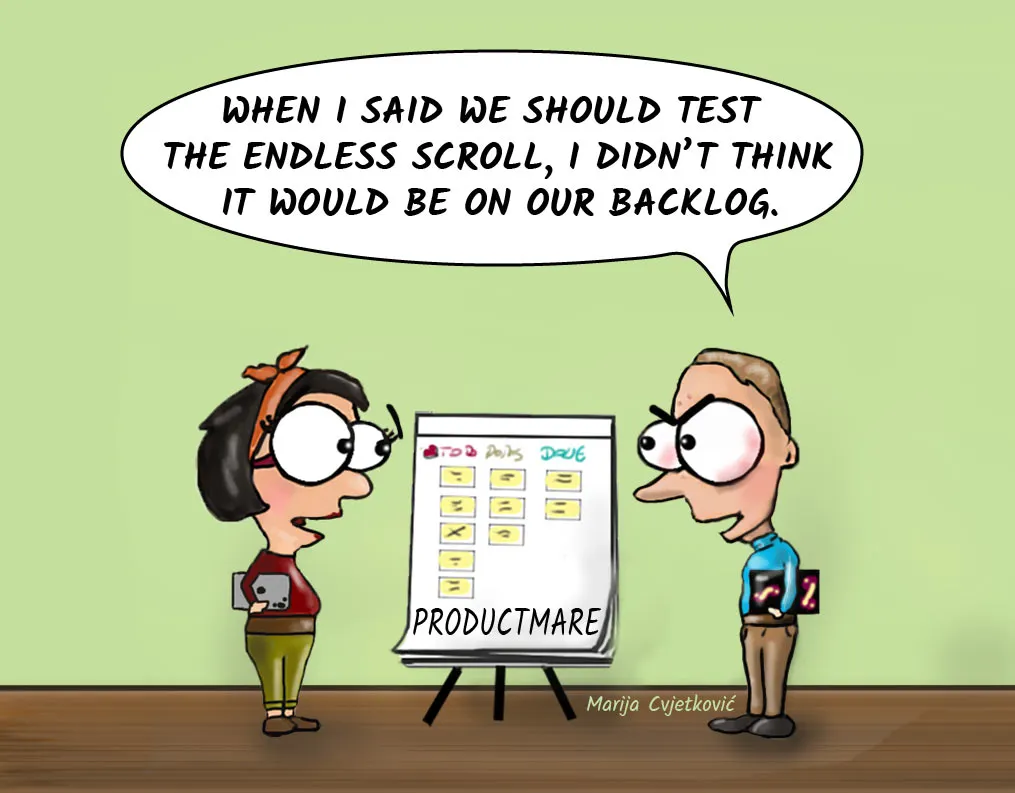 WHEN I SAID WE SHOULD TEST
THE ENDLESS SCROLL, I DIDN'T THINK
IT WOULD BE ON OUR BACKLOG.
PRODUCTMARE
Marija Cvjetković